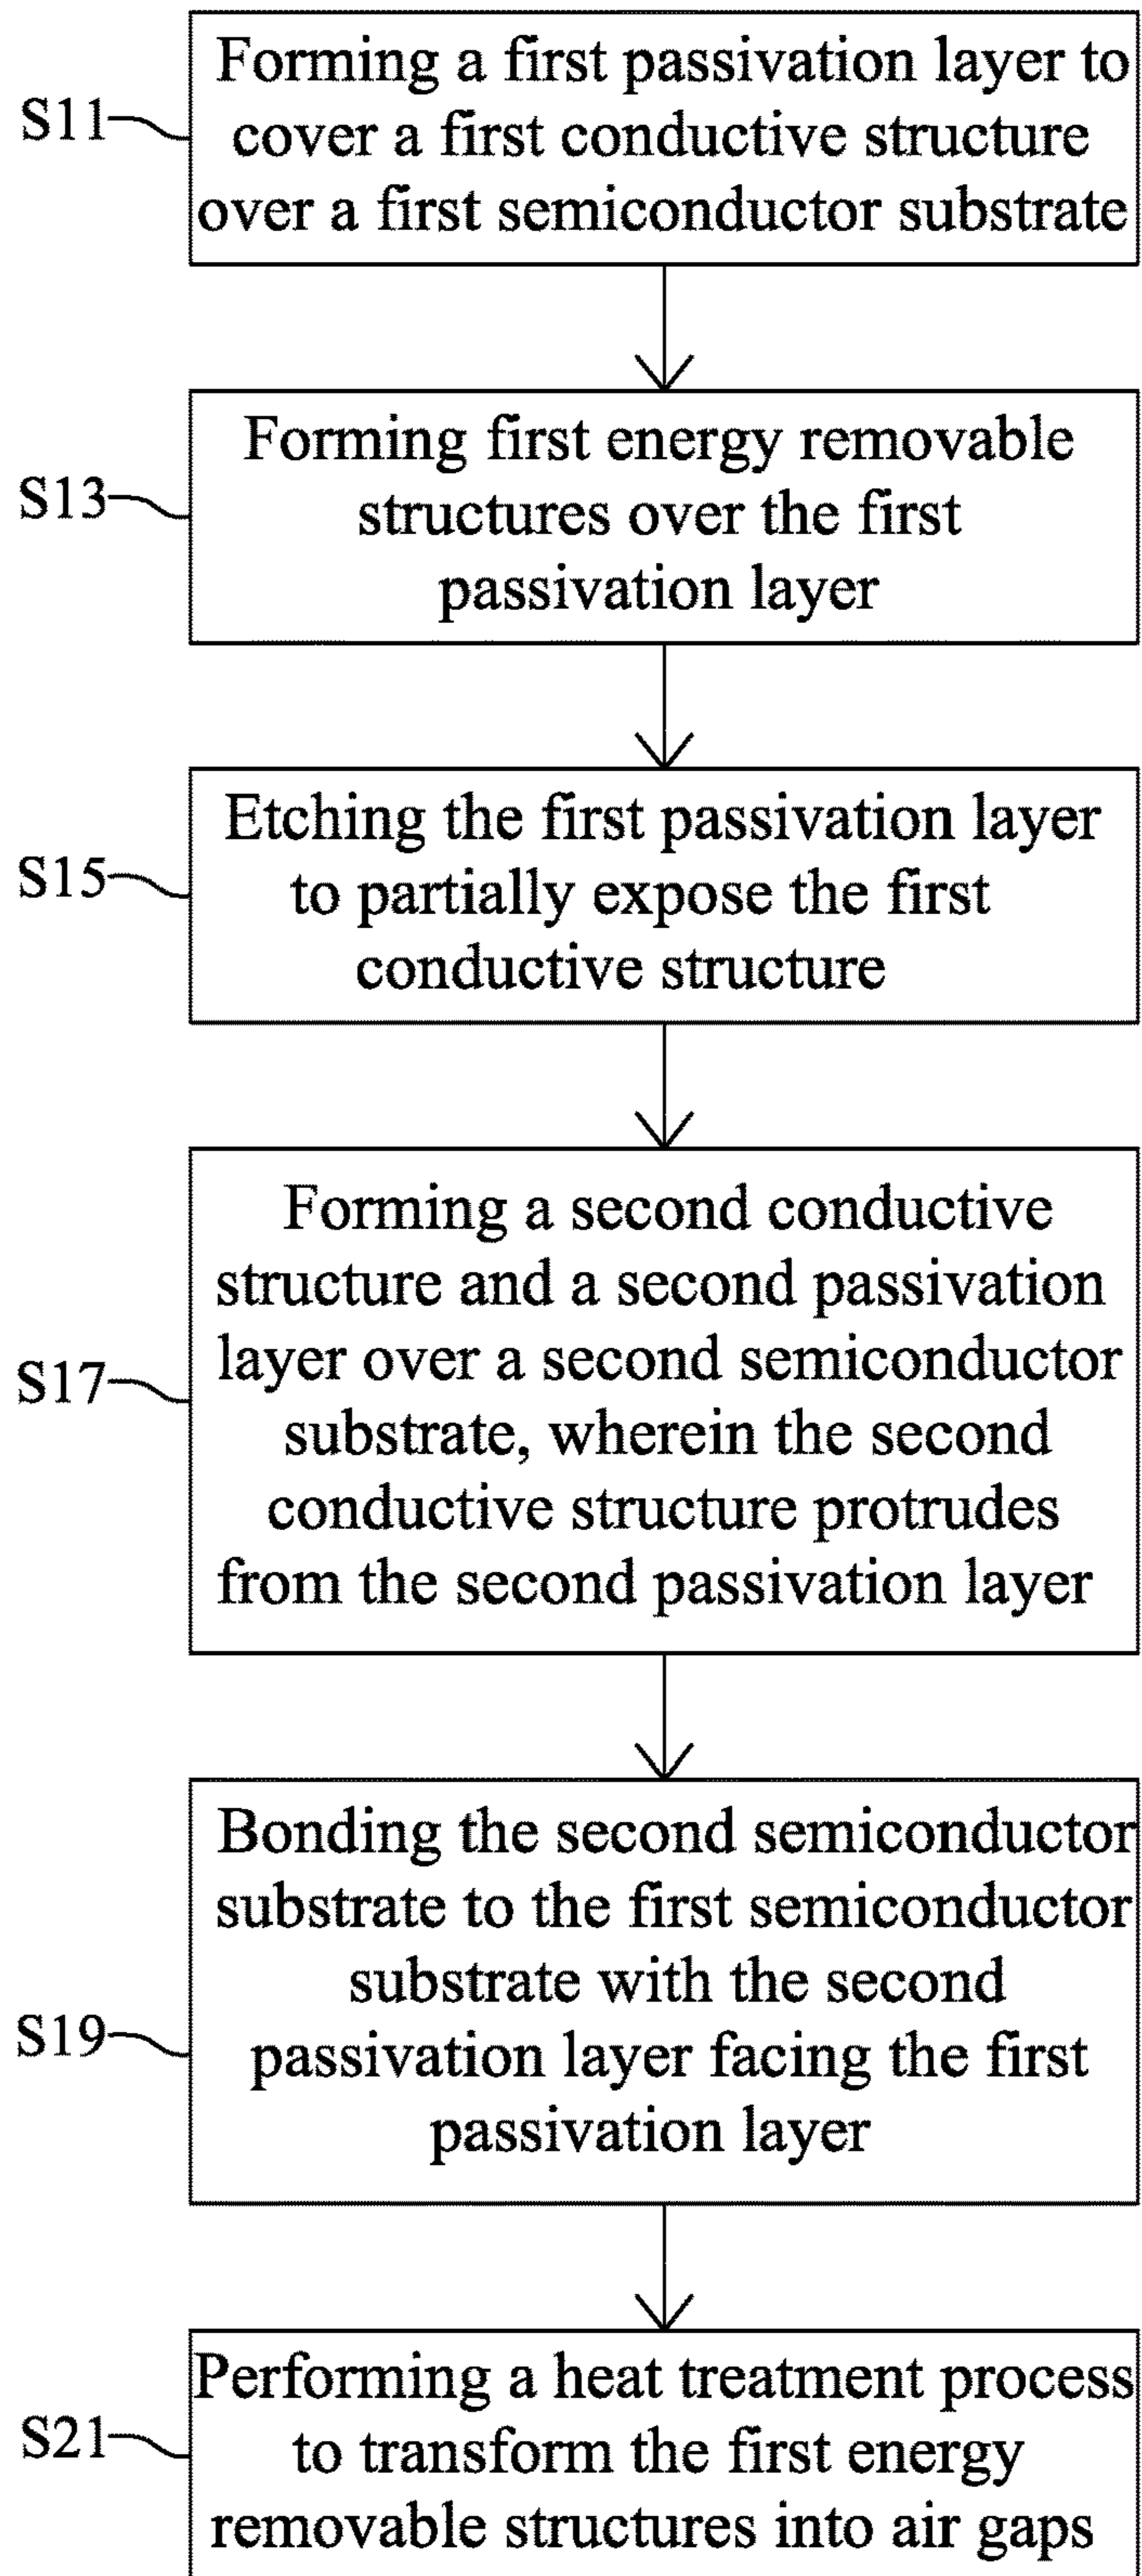 S11
Forming a first passivation layer to
cover a first conductive structure
over a first semiconductor substrate
S13
Forming first energy removable
structures over the first
passivation layer
S15
Etching the first passivation layer
to partially expose the first
conductive structure
S17
Forming a second conductive
structure and a second passivation
layer over a second semiconductor
substrate, wherein the second
conductive structure protrudes
from the second passivation layer
S19
Bonding the second semiconductor
substrate to the first semiconductor
substrate with the second
passivation layer facing the first
passivation layer
S21
Performing a heat treatment process
to transform the first energy
removable structures into air gaps